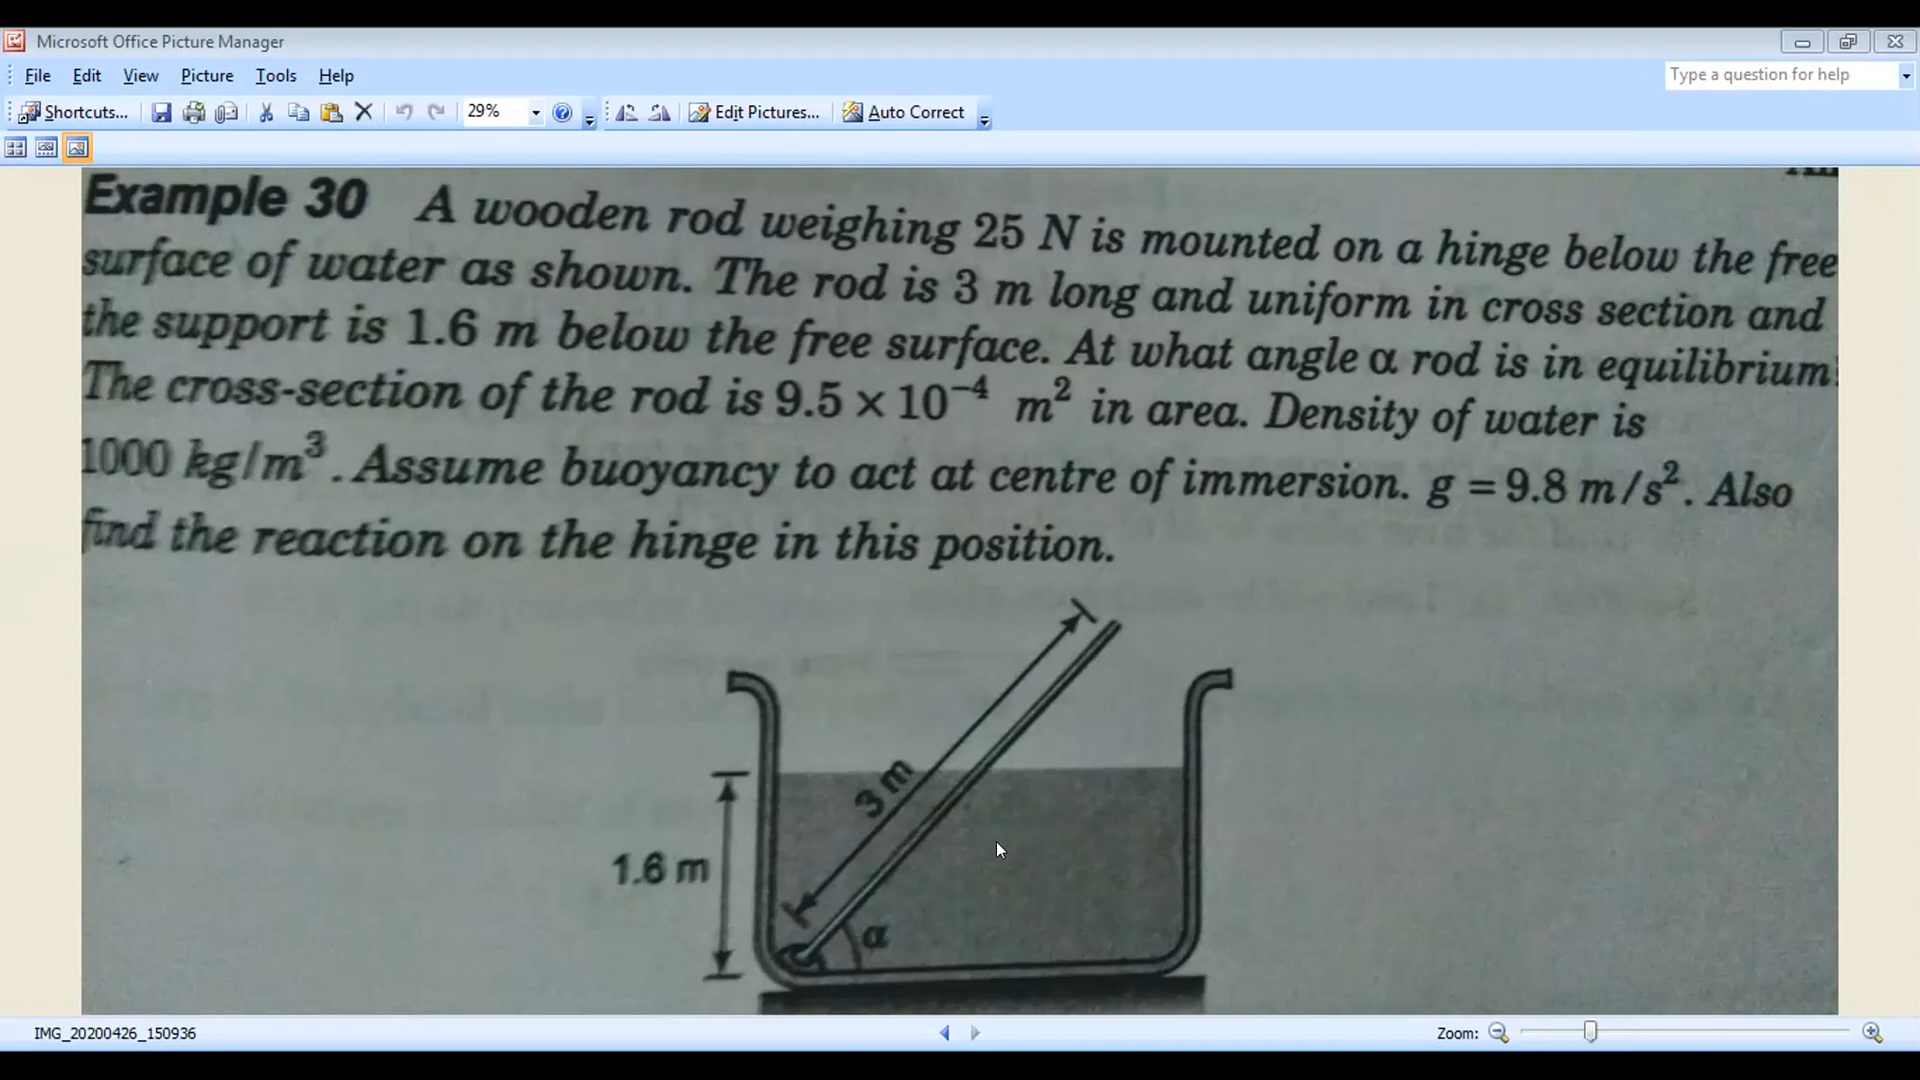 Microsoft Office Picture Manager
File Edit View Picture Tools Help
Type a question for help
Shortcuts... 29% Edit Pictures... Auto Correct
Example 30 A wooden rod weighing 25 N is mounted on a hinge below the free
surface of water as shown. The rod is 3 m long and uniform in cross section and
the support is 1.6 m below the free surface. At what angle α rod is in equilibrium
The cross-section of the rod is 9.5 × 10⁻⁴ m² in area. Density of water is
1000 kg/m³. Assume buoyancy to act at centre of immersion. g = 9.8 m/s². Also
find the reaction on the hinge in this position.
3 m
1.6 m
α
IMG_20200426_150936
Zoom: